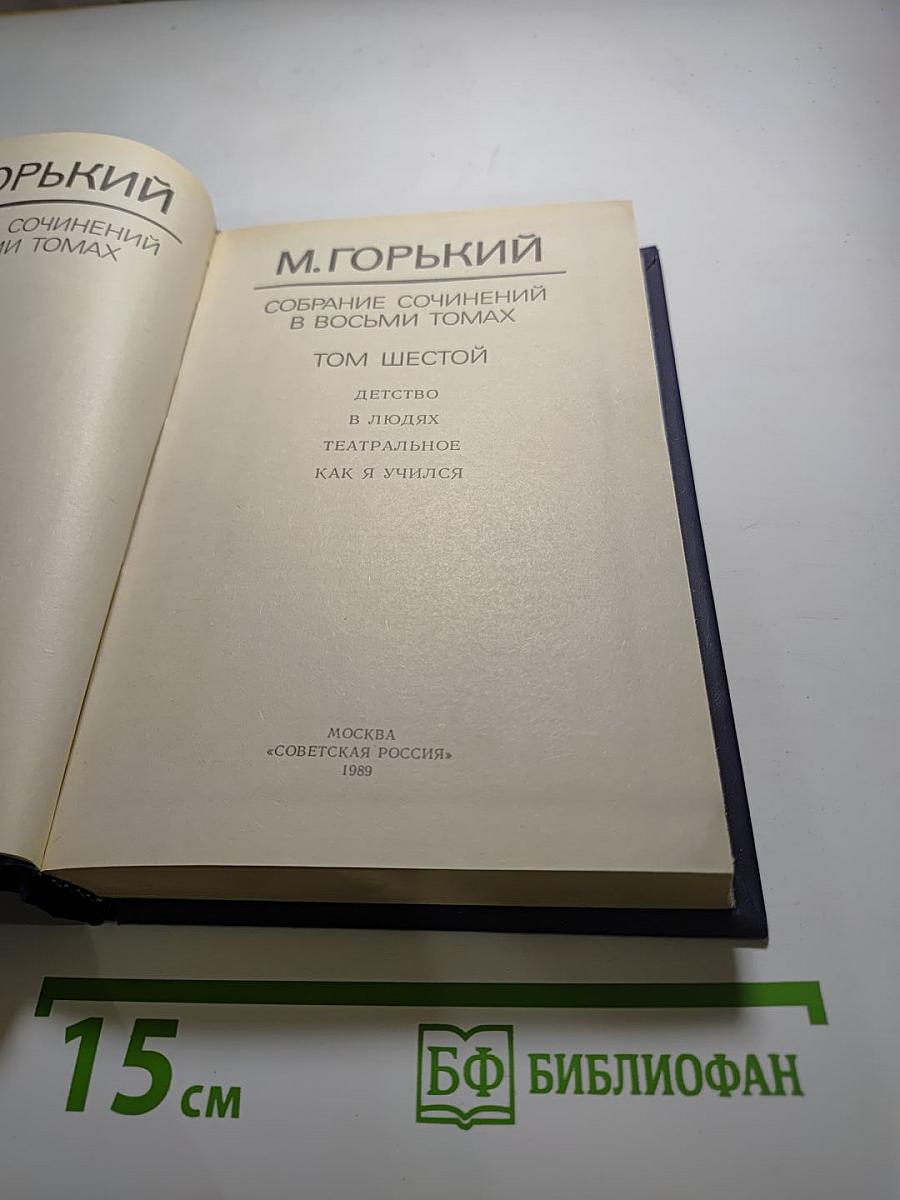 ОРЬКИЙ
СОЧИНЕНИЙ
ТОМАХ
М. ГОРЬКИЙ
СОБРАНИЕ СОЧИНЕНИЙ
В ВОСЬМИ ТОМАХ
ТОМ ШЕСТОЙ
ДЕТСТВО
В ЛЮДЯХ
ТЕАТРАЛЬНОЕ
КАК Я УЧИЛСЯ
МОСКВА
«СОВЕТСКАЯ РОССИЯ»
1989
15 см
БФ БИБЛИОФАН